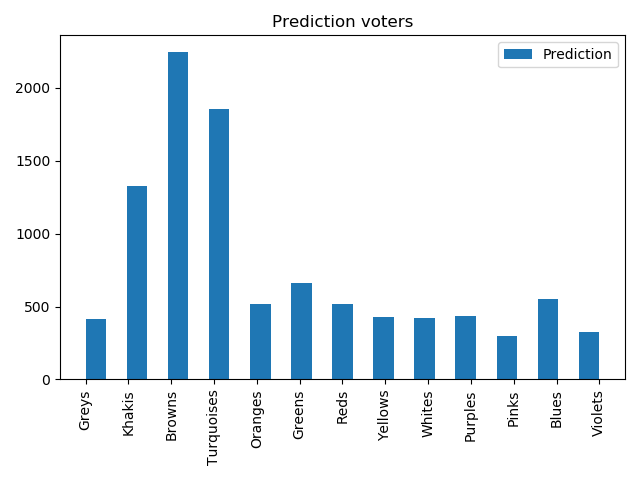 Prediction voters
Prediction
2000
1500
1000
500
0
Greys
Khakis
Browns
Turquoises
Oranges
Greens
Reds
Yellows
Whites
Purples
Pinks
Blues
Violets